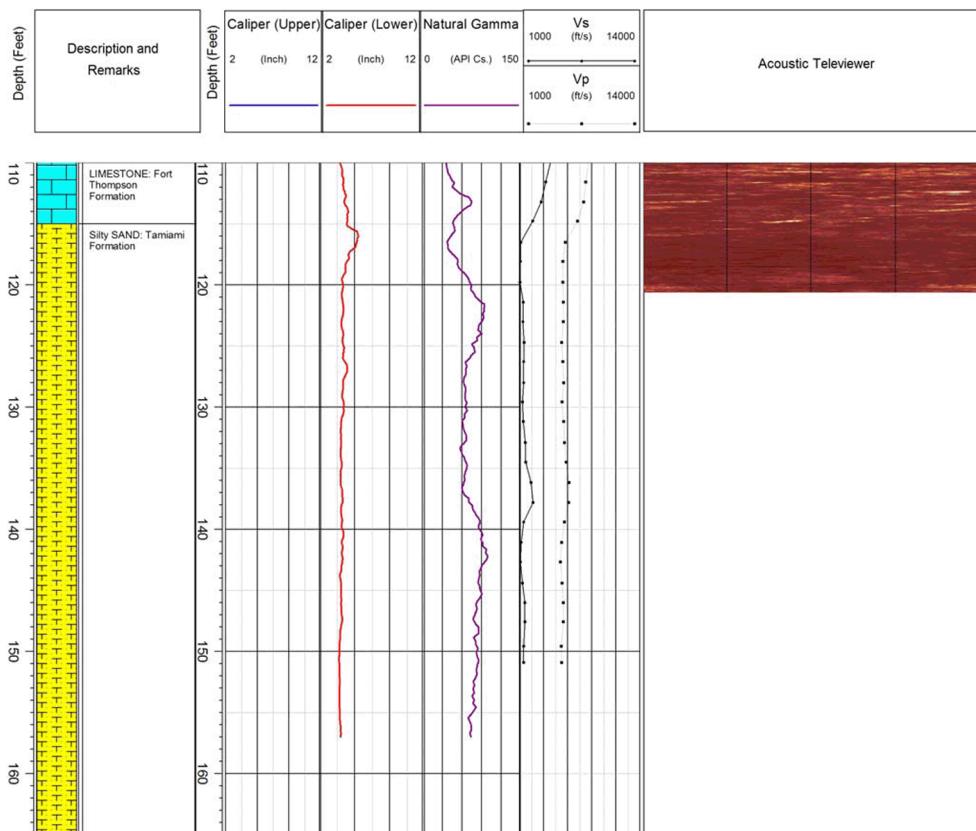 Depth (Feet)
Description and
Remarks
Depth (Feet)
Caliper (Upper)
2 (Inch) 12
Caliper (Lower)
2 (Inch) 12
Natural Gamma
0 (API Cs.) 150
Vs
1000 (ft/s) 14000
Vp
1000 (ft/s) 14000
Acoustic Televiewer
110
LIMESTONE: Fort
Thompson
Formation
Silty SAND: Tamiami
Formation
120
130
140
150
160
110
120
130
140
150
160